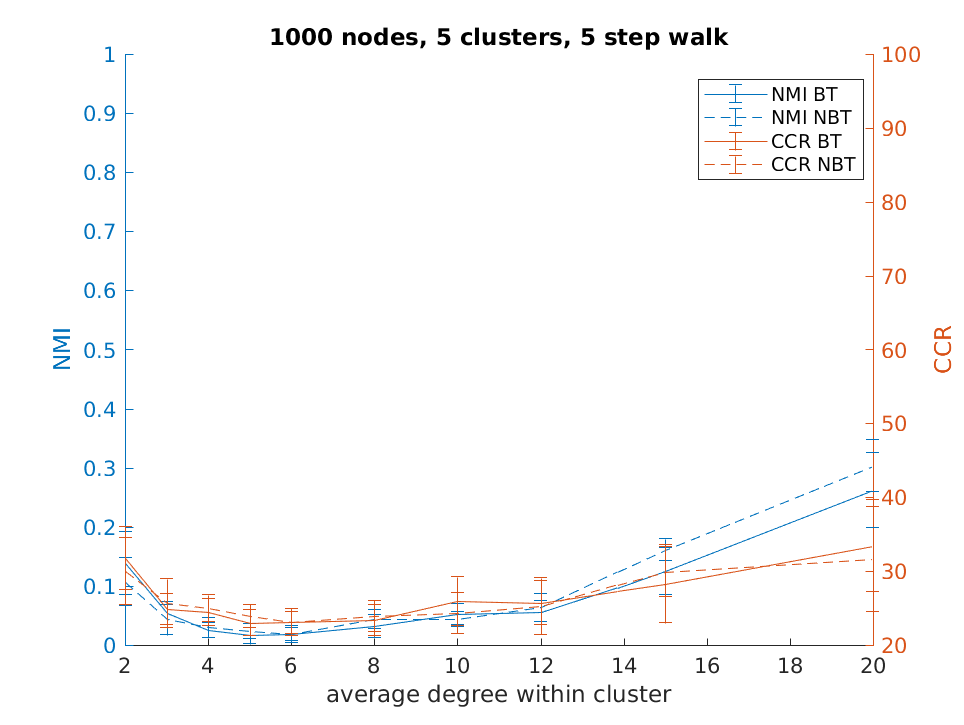 1000 nodes, 5 clusters, 5 step walk
NMI BT
NMI NBT
CCR BT
CCR NBT
1
0.9
0.8
0.7
0.6
0.5
0.4
0.3
0.2
0.1
0
NMI
100
90
80
70
60
50
40
30
20
CCR
2 4 6 8 10 12 14 16 18 20
average degree within cluster